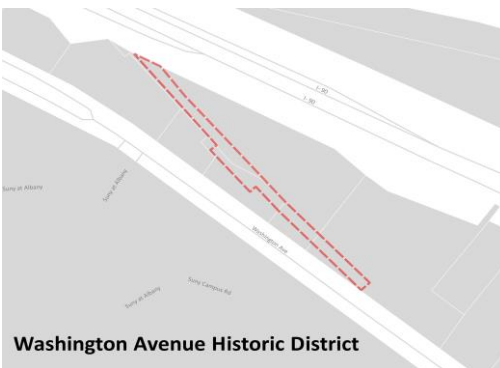 I- 90
I- 90
Suny at Albany
Suny at Albany
Washington Ave
Suny Campus Rd
Suny at Albany
Washington Avenue Historic District